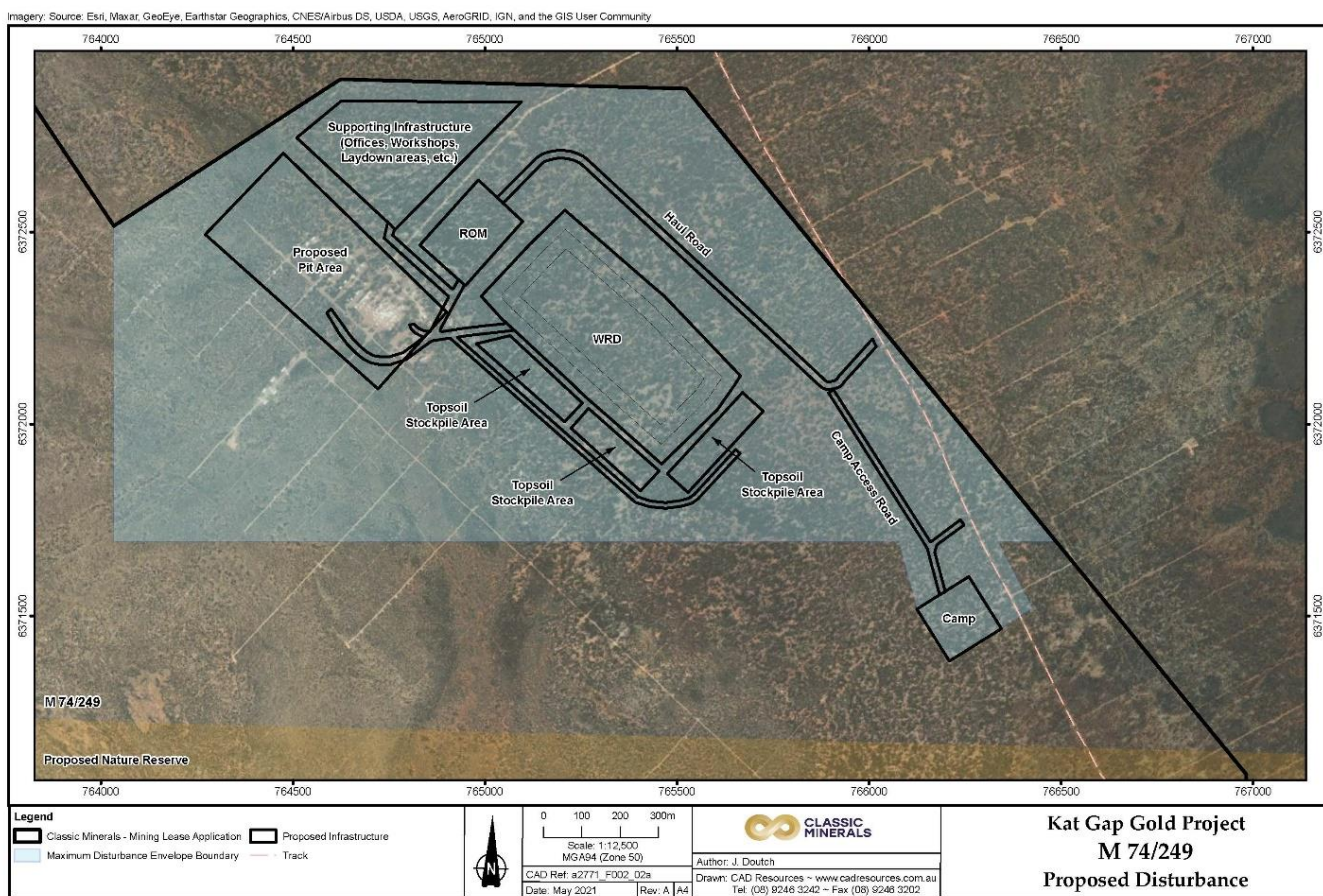 Imagery: Source: Esri, Maxar, GeoEye, Earthstar Geographics, CNES/Airbus DS, USDA, USGS, AeroGRID, IGN, and the GIS User Community
764000 764500 765000 765500 766000 766500 767000
Supporting Infrastructure
(Offices, Workshops,
Laydown areas, etc.)
6372500
6372500
ROM
Haul Road
Proposed
Pit Area
WRD
Topsoil
Stockpile Area
6372000
6372000
Camp Access Road
Topsoil
Stockpile Area
Topsoil
Stockpile Area
6371500
6371500
Camp
M 74/249
Proposed Nature Reserve
764000 764500 765000 765500 766000 766500 767000
Legend
Classic Minerals - Mining Lease Application
Proposed Infrastructure
Maximum Disturbance Envelope Boundary
Track
N
0 100 200 300m
Scale: 1:12,500
MGA94 (Zone 50)
CAD Ref: a2771_F002_02a
Date: May 2021 Rev: A A4
CLASSIC
MINERALS
Author: J. Doutch
Drawn: CAD Resources ~ www.cadresources.com.au
Tel: (08) 9246 3242 ~ Fax (08) 9246 3202
Kat Gap Gold Project
M 74/249
Proposed Disturbance